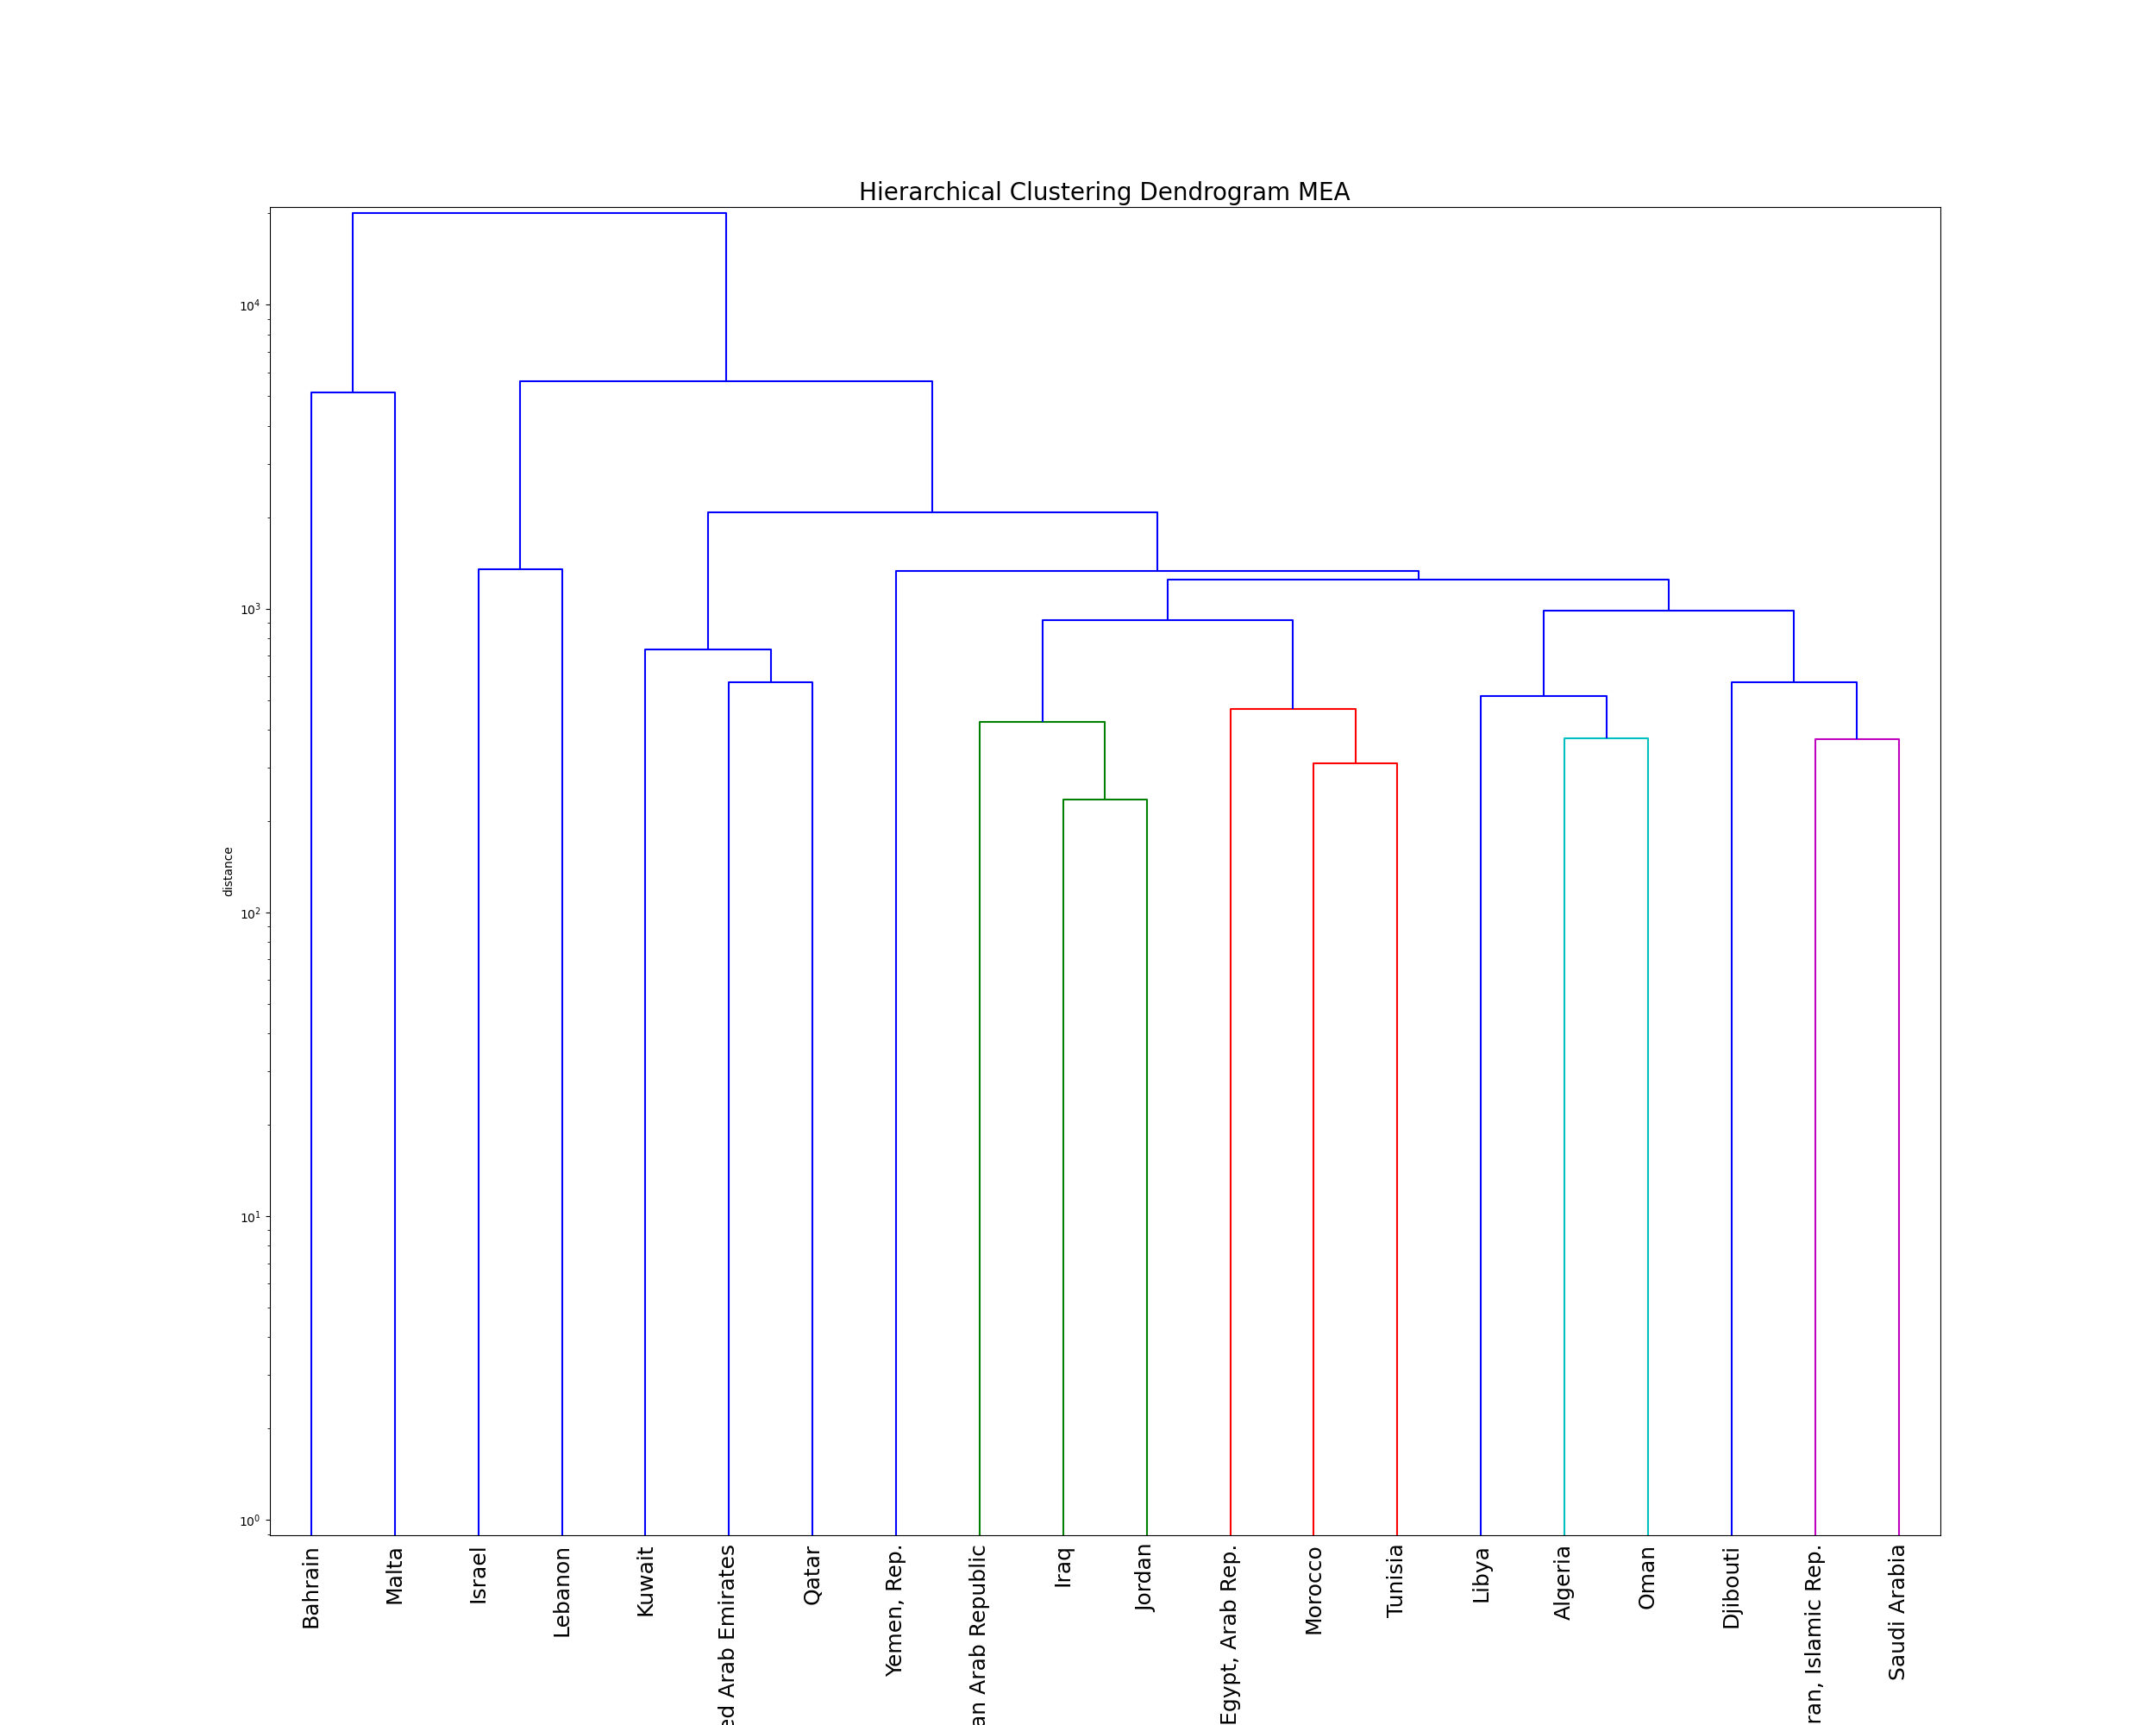 Hierarchical Clustering Dendrogram MEA
distance
10⁴
10³
10²
10¹
10⁰
Bahrain
Malta
Israel
Lebanon
Kuwait
ed Arab Emirates
Qatar
Yemen, Rep.
an Arab Republic
Iraq
Jordan
Egypt, Arab Rep.
Morocco
Tunisia
Libya
Algeria
Oman
Djibouti
ran, Islamic Rep.
Saudi Arabia